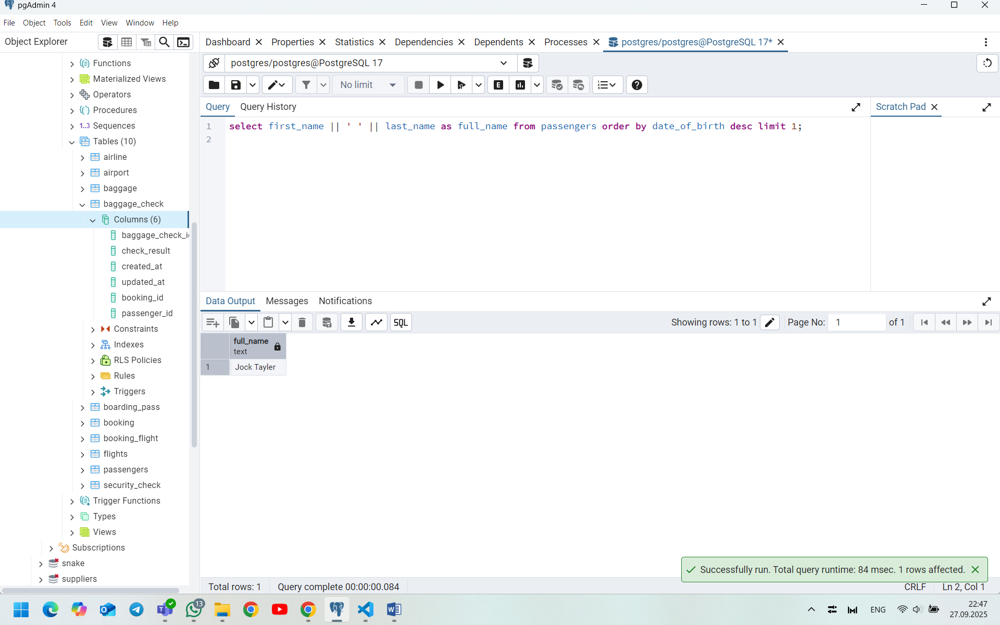 pgAdmin 4
File Object Tools Edit View Window Help
Object Explorer
Dashboard Properties Statistics Dependencies Dependents Processes postgres/postgres@PostgreSQL 17*
postgres/postgres@PostgreSQL 17
No limit
E
Query Query History
Scratch Pad
1 select first_name || ' ' || last_name as full_name from passengers order by date_of_birth desc limit 1;
2
Functions
Materialized Views
Operators
Procedures
1..3 Sequences
Tables (10)
airline
airport
baggage
baggage_check
Columns (6)
baggage_check_i
check_result
created_at
updated_at
booking_id
passenger_id
Constraints
Indexes
RLS Policies
Rules
Triggers
boarding_pass
booking
booking_flight
flights
passengers
security_check
Trigger Functions
Types
Views
Subscriptions
snake
suppliers
Data Output Messages Notifications
SQL
Showing rows: 1 to 1
Page No: 1 of 1
full_name
text
1 Jock Tayler
Successfully run. Total query runtime: 84 msec. 1 rows affected.
Total rows: 1 Query complete 00:00:00.084
CRLF Ln 2, Col 1
13
ENG
22:47
27.09.2025